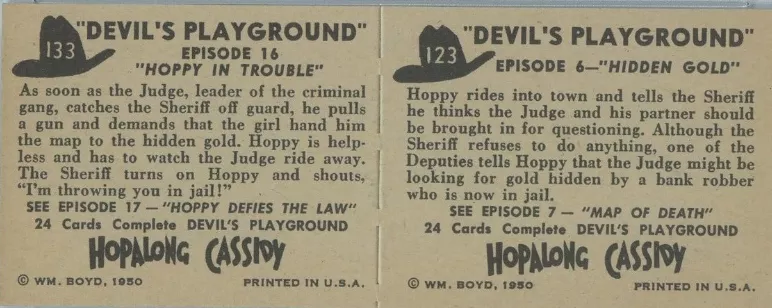 133
"DEVIL'S PLAYGROUND"
EPISODE 16
"HOPPY IN TROUBLE"
As soon as the Judge, leader of the criminal
gang, catches the Sheriff off guard, he pulls
a gun and demands that the girl hand him
the map to the hidden gold. Hoppy is help-
less and has to watch the Judge ride away.
The Sheriff turns on Hoppy and shouts,
"I'm throwing you in jail!"
SEE EPISODE 17 — "HOPPY DEFIES THE LAW"
24 Cards Complete DEVIL'S PLAYGROUND
HOPALONG CASSIDY
© WM. BOYD, 1950 PRINTED IN U.S.A.
123
"DEVIL'S PLAYGROUND"
EPISODE 6—"HIDDEN GOLD"
Hoppy rides into town and tells the Sheriff
he thinks the Judge and his partner should
be brought in for questioning. Although the
Sheriff refuses to do anything, one of the
Deputies tells Hoppy that the Judge might be
looking for gold hidden by a bank robber
who is now in jail.
SEE EPISODE 7 — "MAP OF DEATH"
24 Cards Complete DEVIL'S PLAYGROUND
HOPALONG CASSIDY
© WM. BOYD, 1950 PRINTED IN U.S.A.